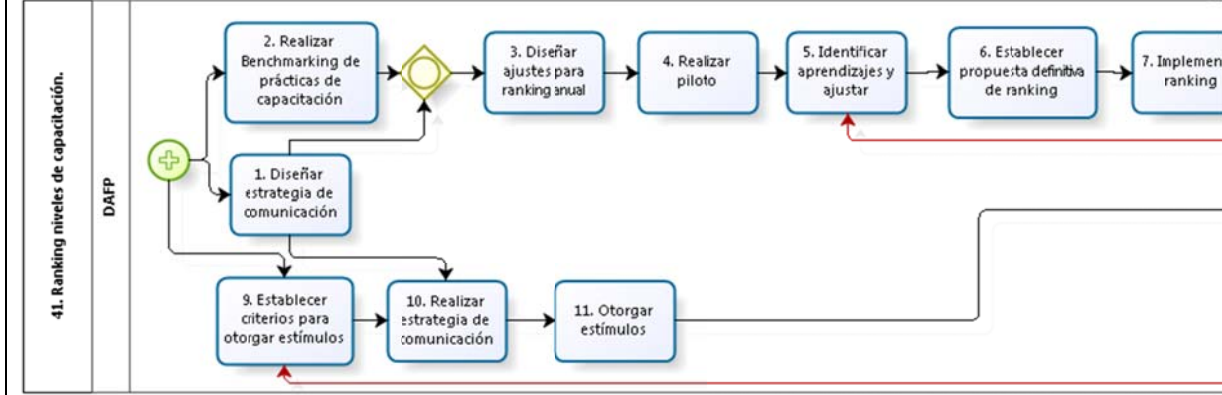 41. Ranking niveles de capacitación.
DAFP
2. Realizar
Benchmarking de
prácticas de
capacitación
3. Diseñar
ajustes para
ranking anual
4. Realizar
piloto
5. Identificar
aprendizajes y
ajustar
6. Establecer
propuesta definitiva
de ranking
7. Implemen
ranking
1. Diseñar
estrategia de
comunicación
9. Establecer
criterios para
otorgar estímulos
10. Realizar
estrategia de
comunicación
11. Otorgar
estímulos